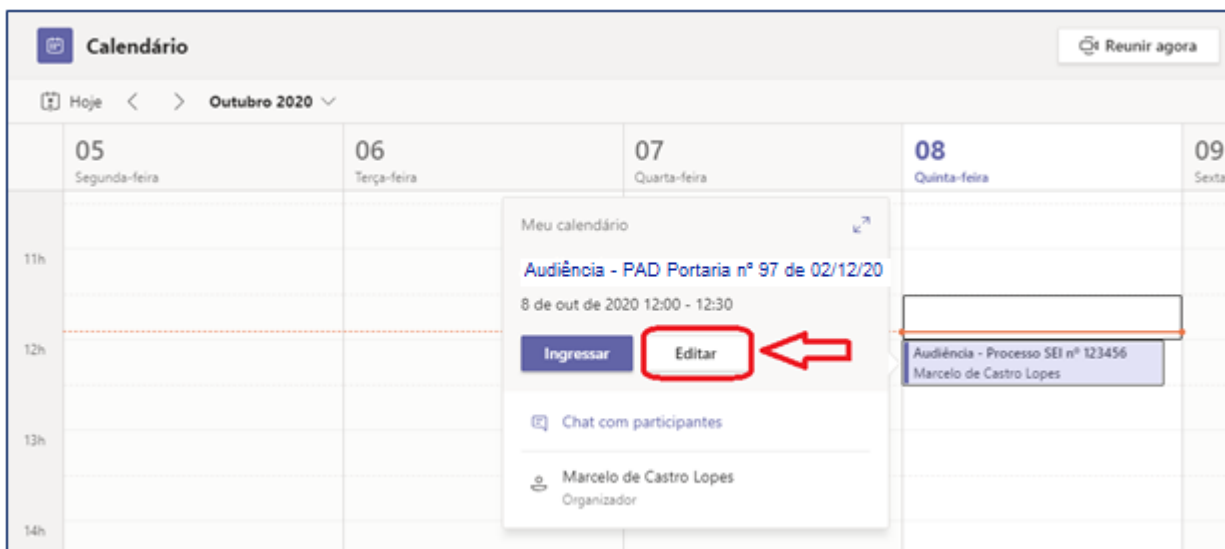 Calendário
Reunir agora
Hoje
Outubro 2020
05
Segunda-feira
06
Terça-feira
07
Quarta-feira
08
Quinta-feira
09
Sexta
Meu calendário
Audiência - PAD Portaria nº 97 de 02/12/20
8 de out de 2020 12:00 - 12:30
Ingressar
Editar
Chat com participantes
Marcelo de Castro Lopes
Organizador
Audiência - Processo SEI nº 123456
Marcelo de Castro Lopes
11h
12h
13h
14h